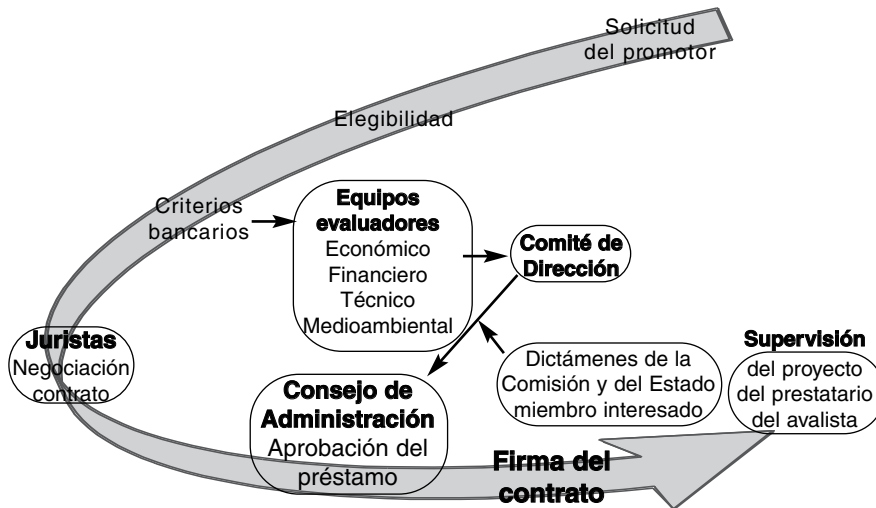 Solicitud
del promotor
Elegibilidad
Criterios
bancarios
Equipos
evaluadores
Económico
Financiero
Técnico
Medioambiental
Comité de
Dirección
Juristas
Negociación
contrato
Dictámenes de la
Comisión y del Estado
miembro interesado
Consejo de
Administración
Aprobación del
préstamo
Firma del
contrato
Supervisión
del proyecto
del prestatario
del avalista